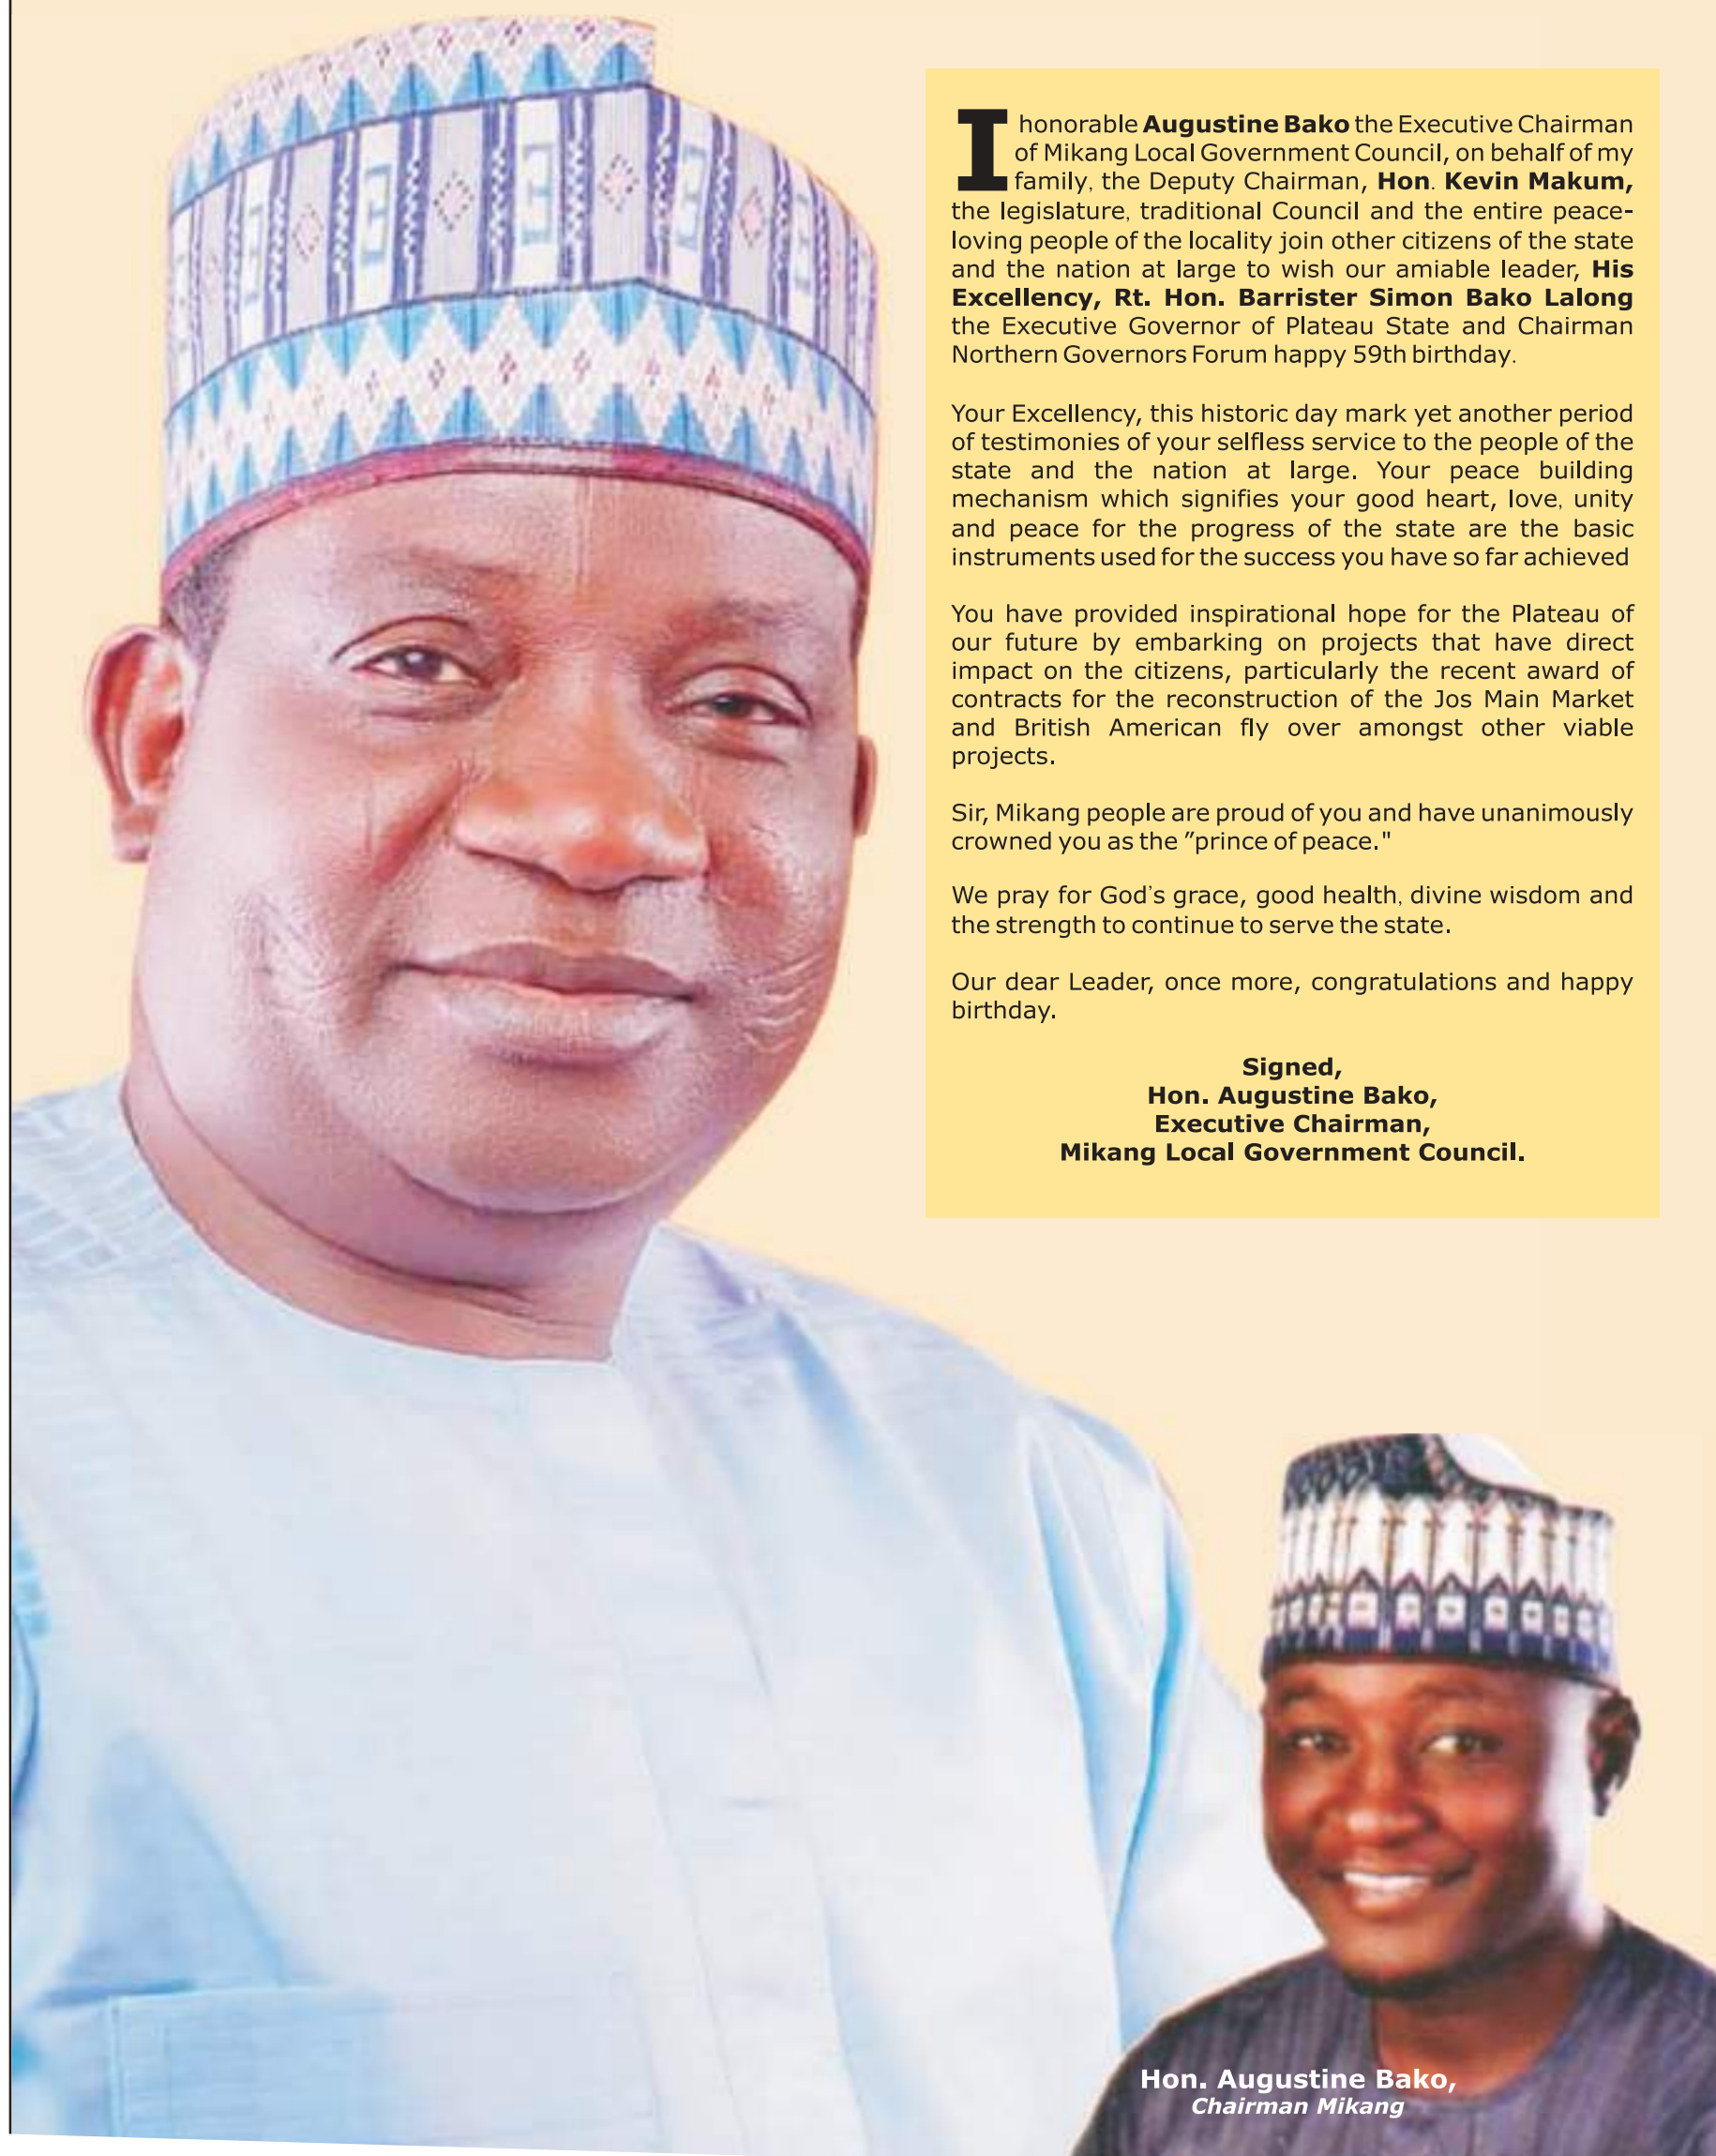 I honorable Augustine Bako the Executive Chairman
of Mikang Local Government Council, on behalf of my
family, the Deputy Chairman, Hon. Kevin Makum,
the legislature, traditional Council and the entire peace-
loving people of the locality join other citizens of the state
and the nation at large to wish our amiable leader, His
Excellency, Rt. Hon. Barrister Simon Bako Lalong
the Executive Governor of Plateau State and Chairman
Northern Governors Forum happy 59th birthday.
Your Excellency, this historic day mark yet another period
of testimonies of your selfless service to the people of the
state and the nation at large. Your peace building
mechanism which signifies your good heart, love, unity
and peace for the progress of the state are the basic
instruments used for the success you have so far achieved
You have provided inspirational hope for the Plateau of
our future by embarking on projects that have direct
impact on the citizens, particularly the recent award of
contracts for the reconstruction of the Jos Main Market
and British American fly over amongst other viable
projects.
Sir, Mikang people are proud of you and have unanimously
crowned you as the "prince of peace."
We pray for God's grace, good health, divine wisdom and
the strength to continue to serve the state.
Our dear Leader, once more, congratulations and happy
birthday.
Signed,
Hon. Augustine Bako,
Executive Chairman,
Mikang Local Government Council.
Hon. Augustine Bako,
Chairman Mikang